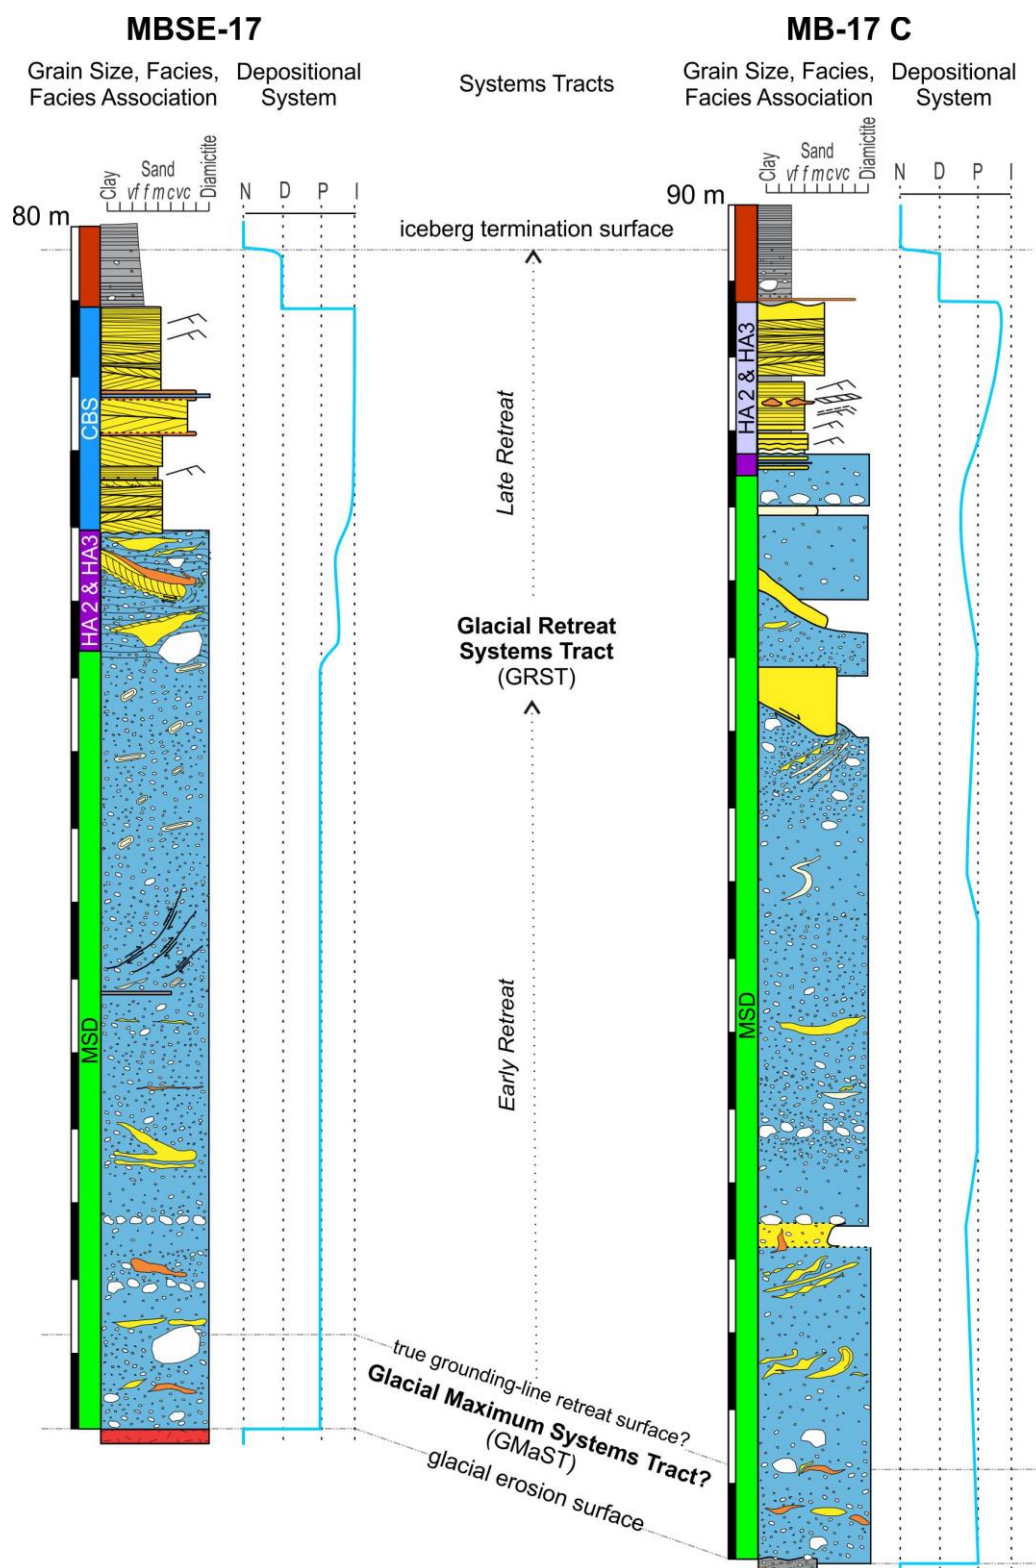 MBSE-17
MB-17 C
Grain Size, Facies,
Facies Association
Depositional
System
Systems Tracts
Grain Size, Facies,
Facies Association
Depositional
System
Clay
Sand
vf f m c vc
Diamictite
N D P I
Clay
Sand
vf f m c vc
Diamictite
N D P I
80 m
90 m
iceberg termination surface
CBS
HA 2 & HA3
MSD
Late Retreat
Glacial Retreat
Systems Tract
(GRST)
Early Retreat
true grounding-line retreat surface?
Glacial Maximum Systems Tract?
(GMaST)
glacial erosion surface
HA 2 & HA3
MSD